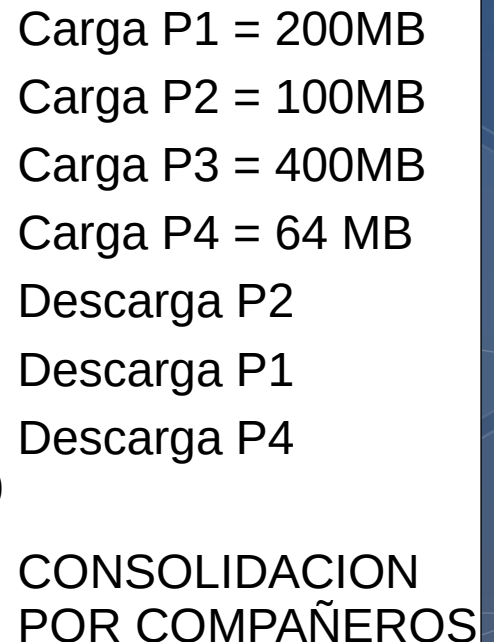 Carga P1 = 200MB
Carga P2 = 100MB
Carga P3 = 400MB
Carga P4 = 64 MB
Descarga P2
Descarga P1
Descarga P4
)
CONSOLIDACION
POR COMPAÑEROS